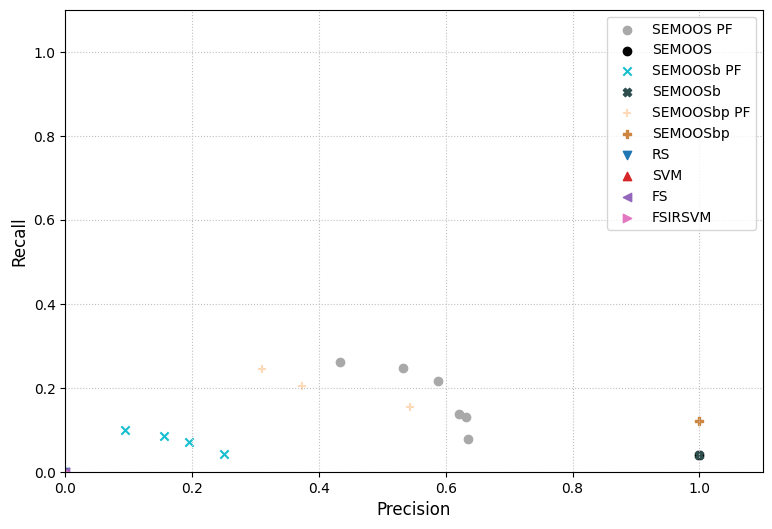 SEMOOS PF
SEMOOS
SEMOOSb PF
SEMOOSb
SEMOOSbp PF
SEMOOSbp
RS
SVM
FS
FSIRSVM
Recall
1.0
0.8
0.6
0.4
0.2
0.0
0.0 0.2 0.4 0.6 0.8 1.0
Precision